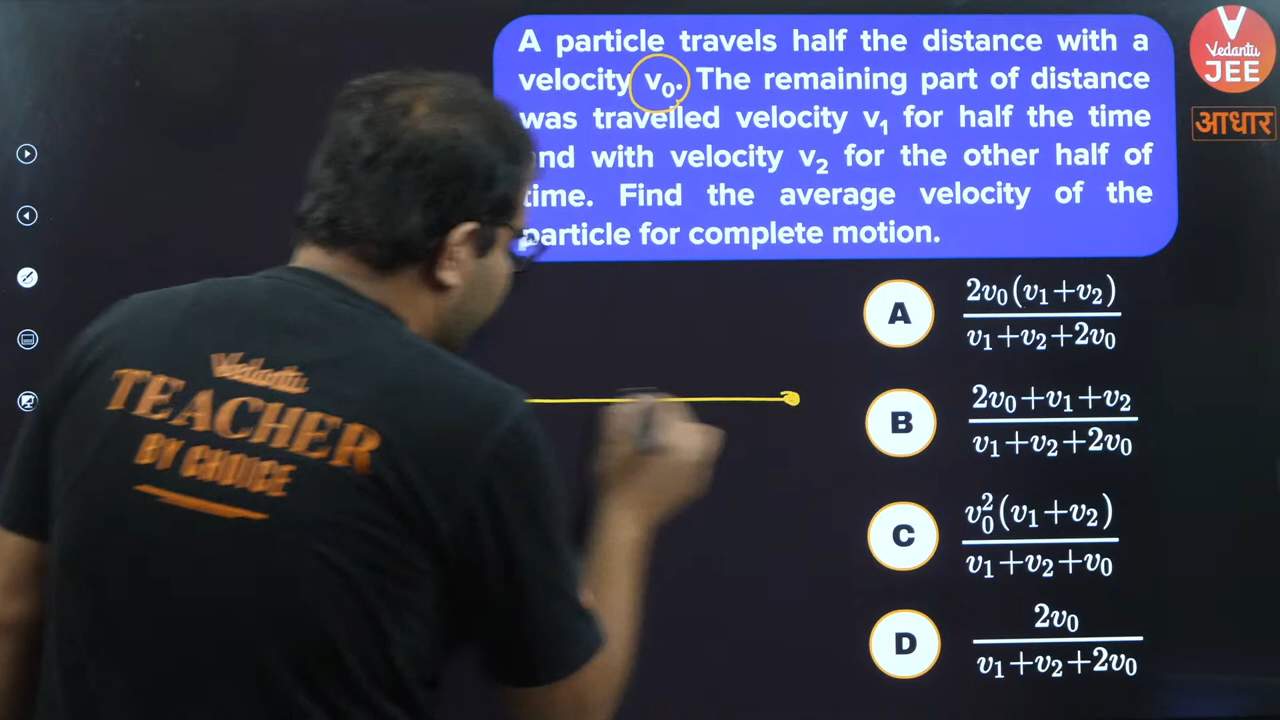 A particle travels half the distance with a
velocity v₀. The remaining part of distance
was travelled velocity v₁ for half the time
and with velocity v₂ for the other half of
time. Find the average velocity of the
particle for complete motion.
Vedantu
JEE
आधार
A 2v₀(v₁+v₂) / v₁+v₂+2v₀
B 2v₀+v₁+v₂ / v₁+v₂+2v₀
C v₀²(v₁+v₂) / v₁+v₂+v₀
D 2v₀ / v₁+v₂+2v₀
Vedantu
TEACHER
BY CHOICE